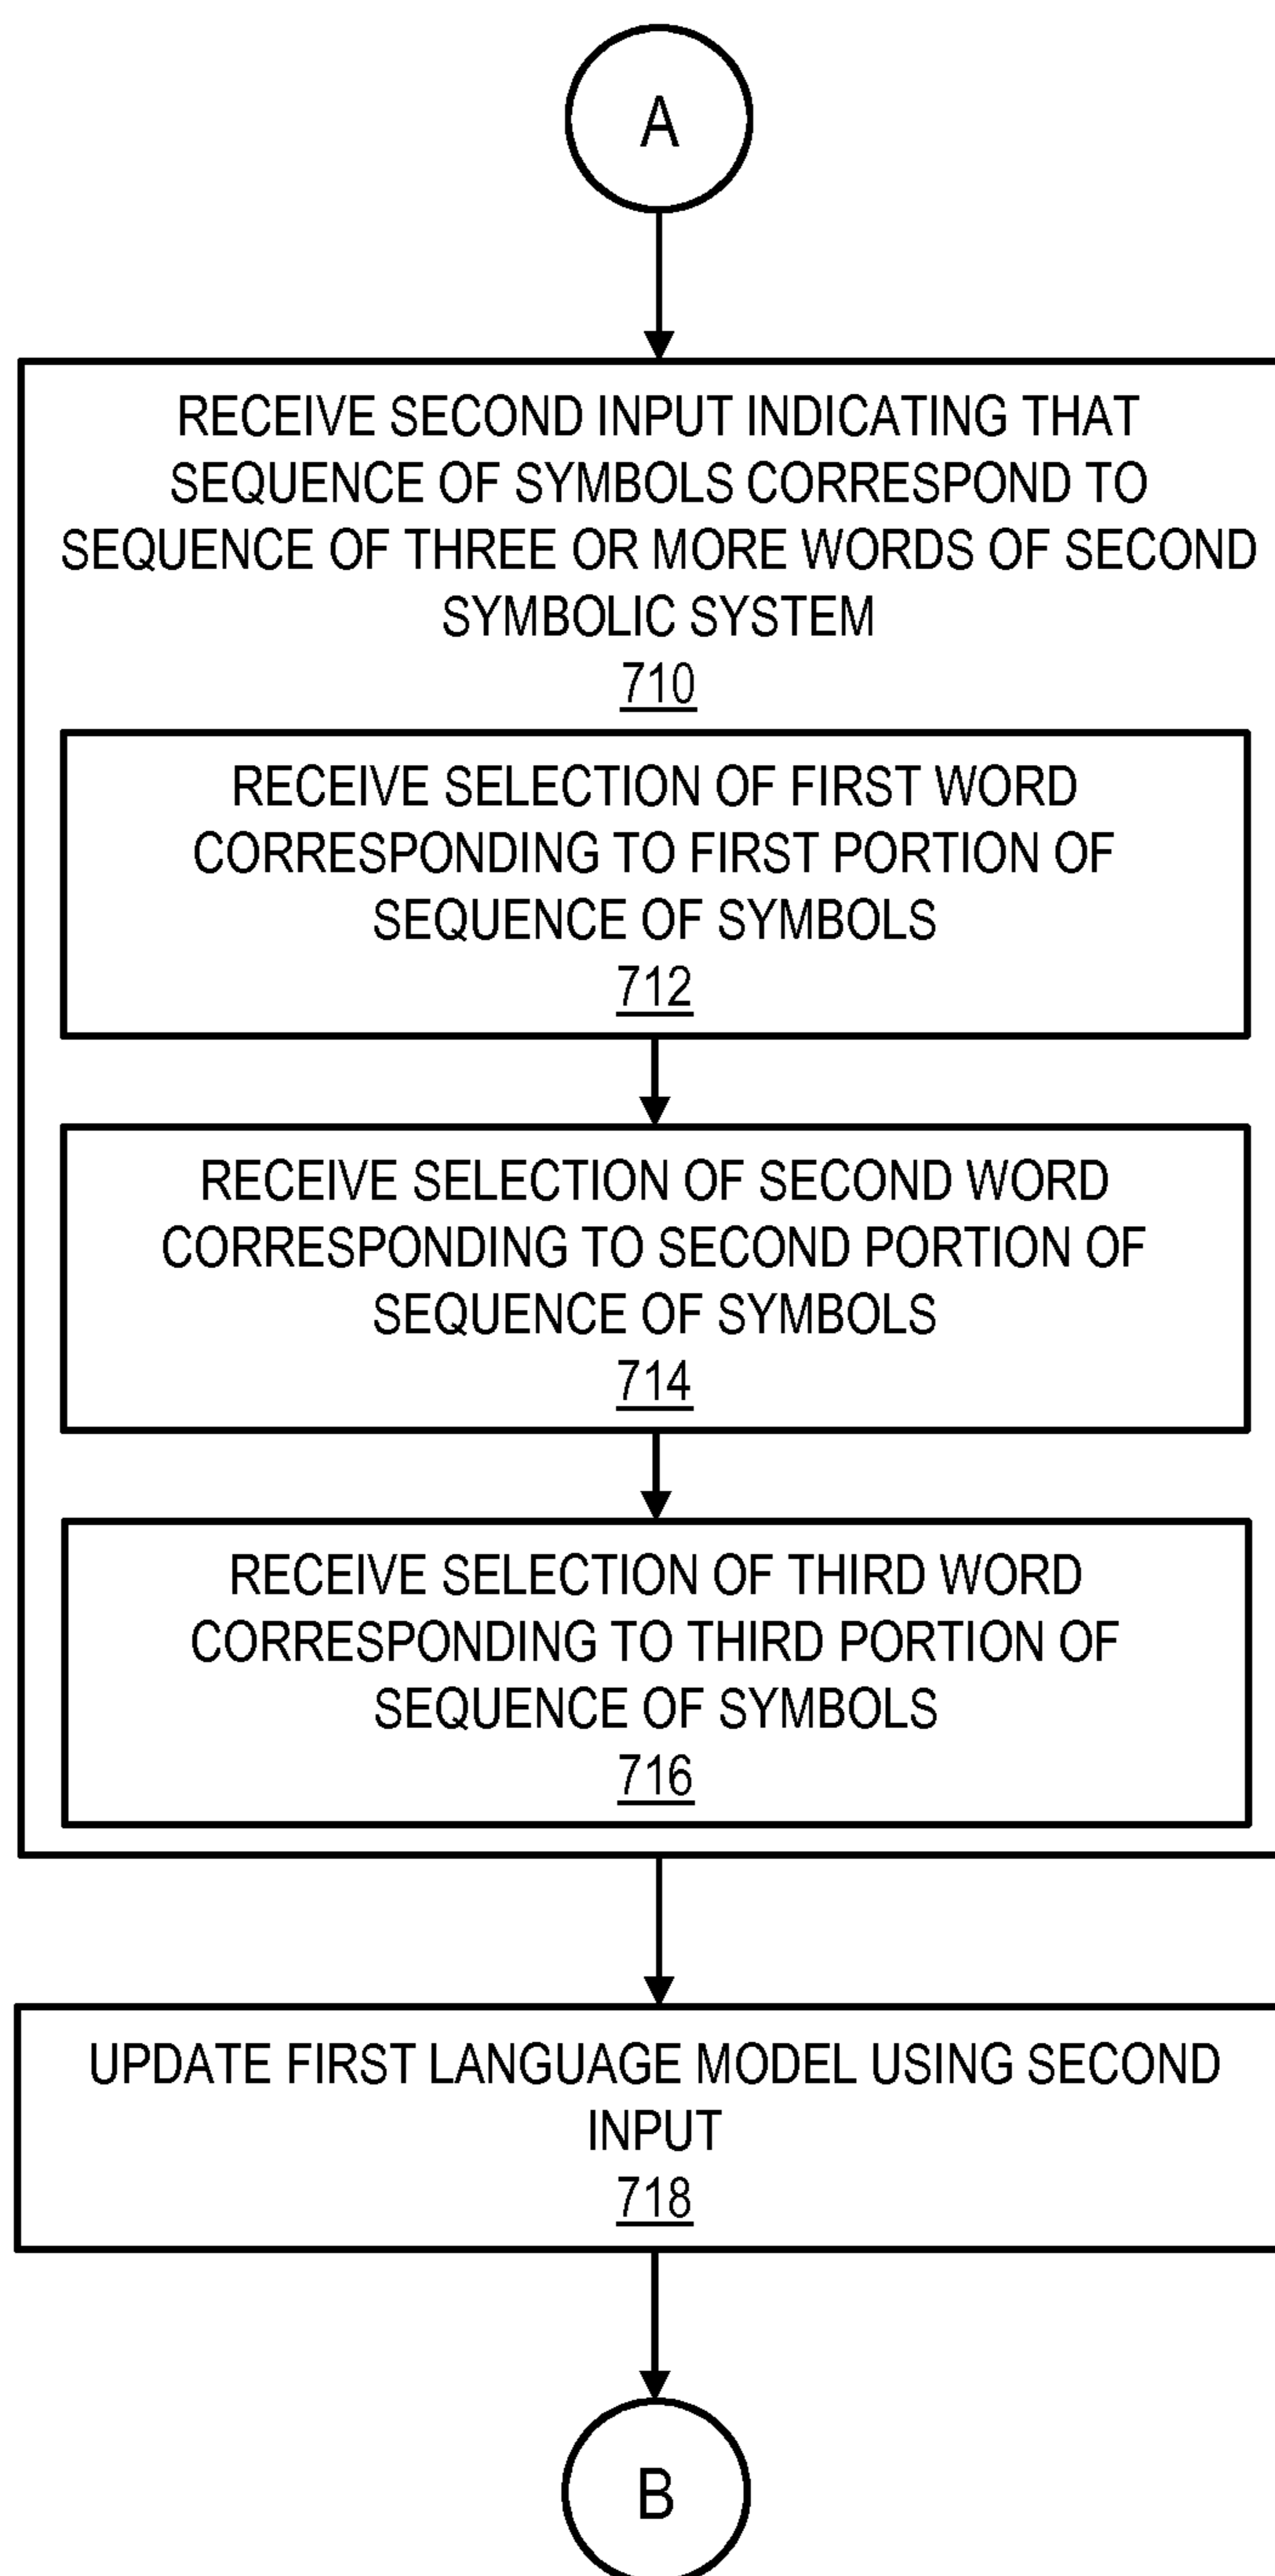 A
RECEIVE SECOND INPUT INDICATING THAT
SEQUENCE OF SYMBOLS CORRESPOND TO
SEQUENCE OF THREE OR MORE WORDS OF SECOND
SYMBOLIC SYSTEM
710
RECEIVE SELECTION OF FIRST WORD
CORRESPONDING TO FIRST PORTION OF
SEQUENCE OF SYMBOLS
712
RECEIVE SELECTION OF SECOND WORD
CORRESPONDING TO SECOND PORTION OF
SEQUENCE OF SYMBOLS
714
RECEIVE SELECTION OF THIRD WORD
CORRESPONDING TO THIRD PORTION OF
SEQUENCE OF SYMBOLS
716
UPDATE FIRST LANGUAGE MODEL USING SECOND
INPUT
718
B